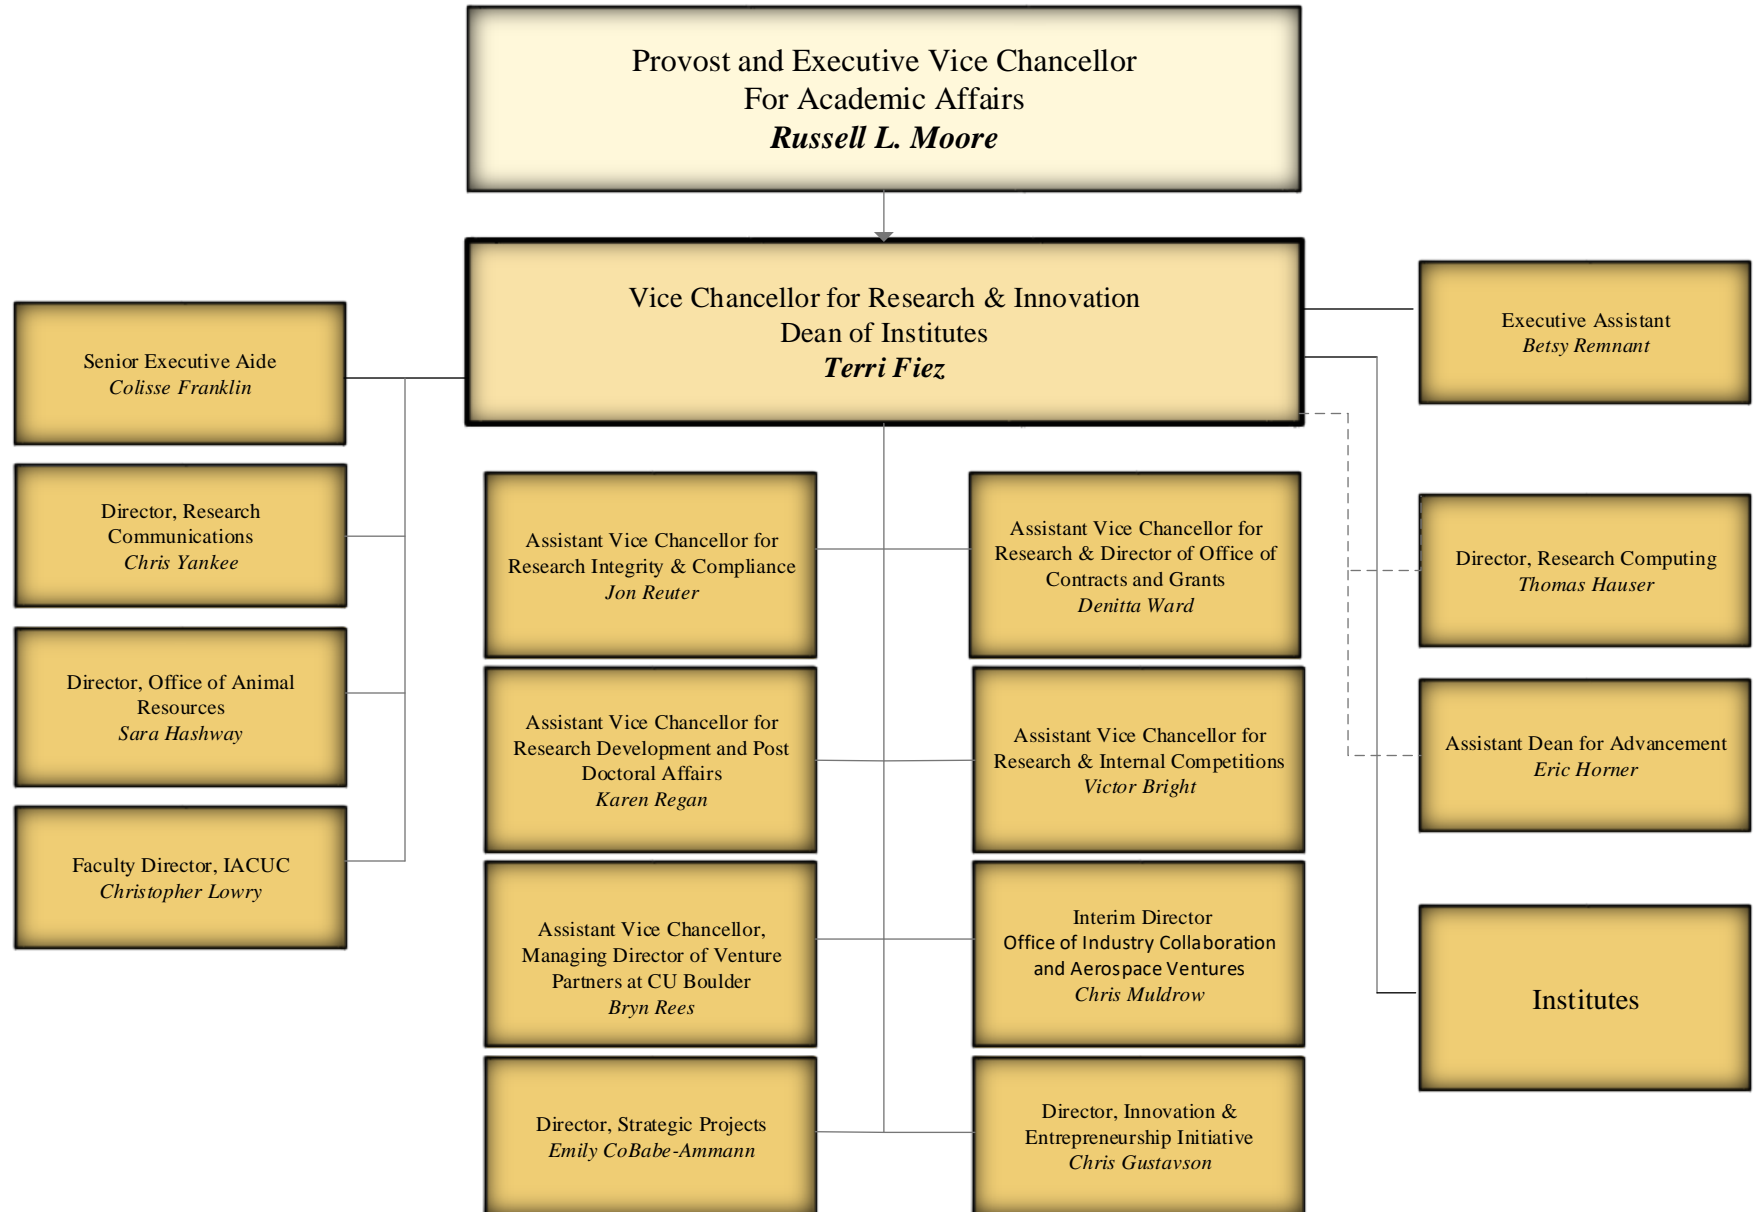 Provost and Executive Vice Chancellor
For Academic Affairs
Russell L. Moore
Vice Chancellor for Research & Innovation
Dean of Institutes
Terri Fiez
Executive Assistant
Betsy Remnant
Senior Executive Aide
Colisse Franklin
Director, Research
Communications
Chris Yankee
Director, Office of Animal
Resources
Sara Hashway
Faculty Director, IACUC
Christopher Lowry
Assistant Vice Chancellor for
Research Integrity & Compliance
Jon Reuter
Assistant Vice Chancellor for
Research & Director of Office of
Contracts and Grants
Denitta Ward
Assistant Vice Chancellor for
Research Development and Post
Doctoral Affairs
Karen Regan
Assistant Vice Chancellor for
Research & Internal Competitions
Victor Bright
Assistant Vice Chancellor,
Managing Director of Venture
Partners at CU Boulder
Bryn Rees
Interim Director
Office of Industry Collaboration
and Aerospace Ventures
Chris Muldrow
Director, Strategic Projects
Emily CoBabe-Ammann
Director, Innovation &
Entrepreneurship Initiative
Chris Gustavson
Director, Research Computing
Thomas Hauser
Assistant Dean for Advancement
Eric Horner
Institutes